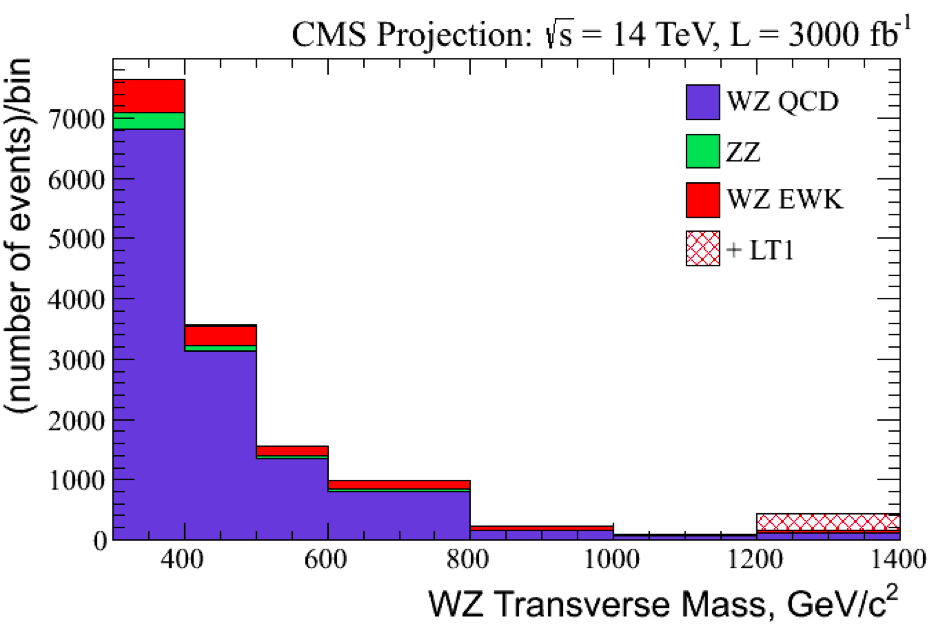 CMS Projection: √s = 14 TeV, L = 3000 fb⁻¹
(number of events)/bin
7000
6000
5000
4000
3000
2000
1000
0
WZ QCD
ZZ
WZ EWK
+ LT1
400 600 800 1000 1200 1400
WZ Transverse Mass, GeV/c²